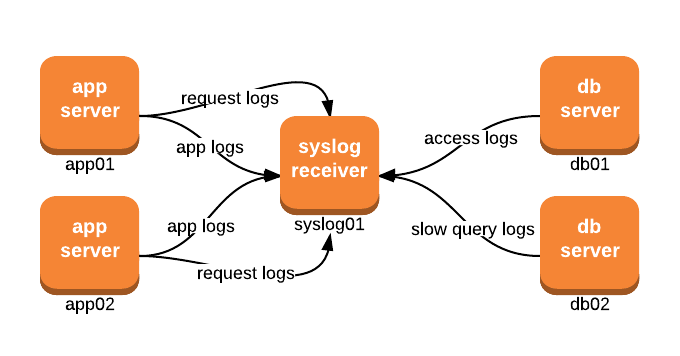 app
server
app01
request logs
app logs
syslog
receiver
syslog01
access logs
db
server
db01
app
server
app02
app logs
request logs
slow query logs
db
server
db02